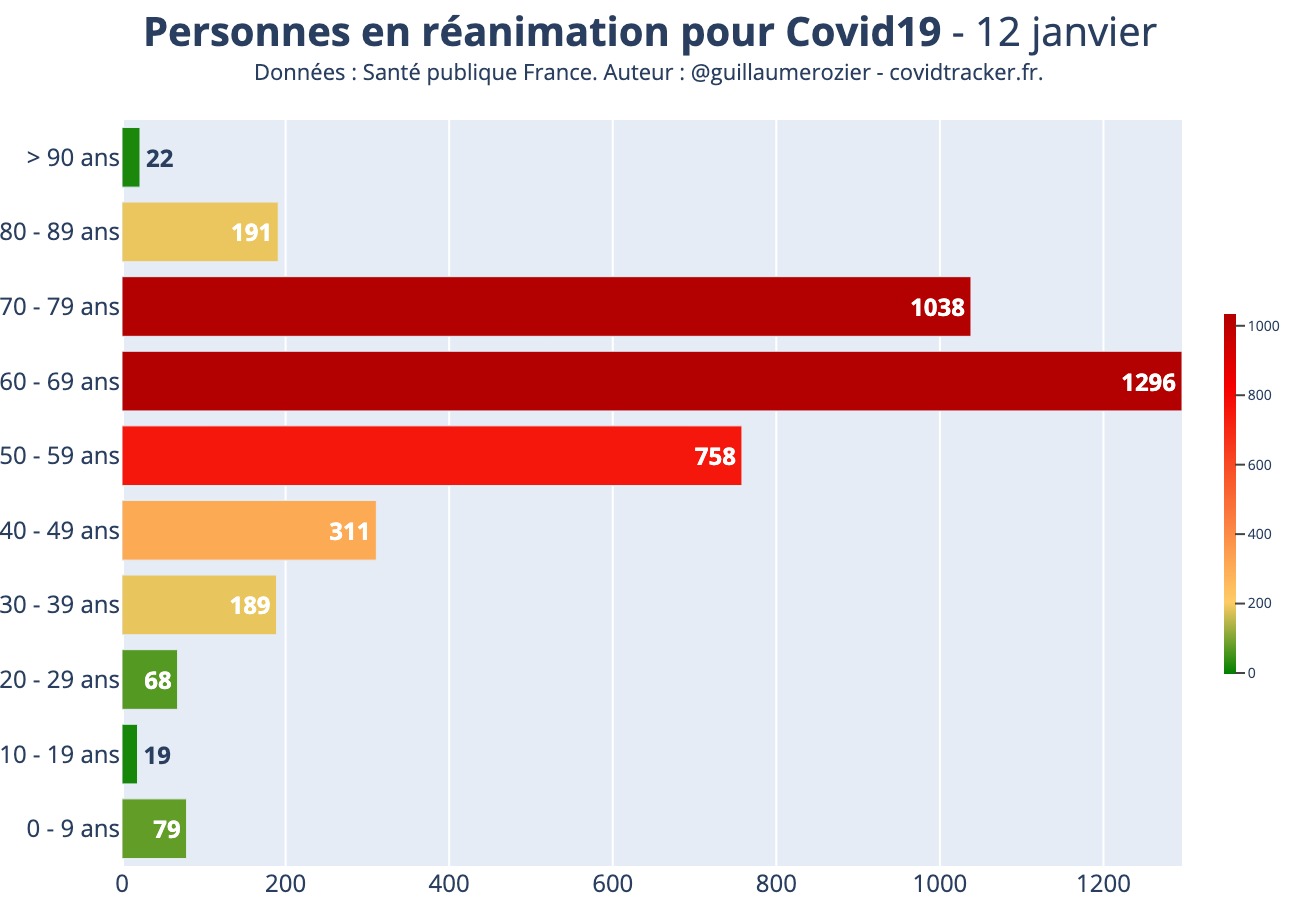 Personnes en réanimation pour Covid19 - 12 janvier
Données : Santé publique France. Auteur : @guillaumerozier - covidtracker.fr.
> 90 ans 22
80 - 89 ans 191
70 - 79 ans 1038
60 - 69 ans 1296
50 - 59 ans 758
40 - 49 ans 311
30 - 39 ans 189
20 - 29 ans 68
10 - 19 ans 19
0 - 9 ans 79
0 200 400 600 800 1000 1200
1000
800
600
400
200
0